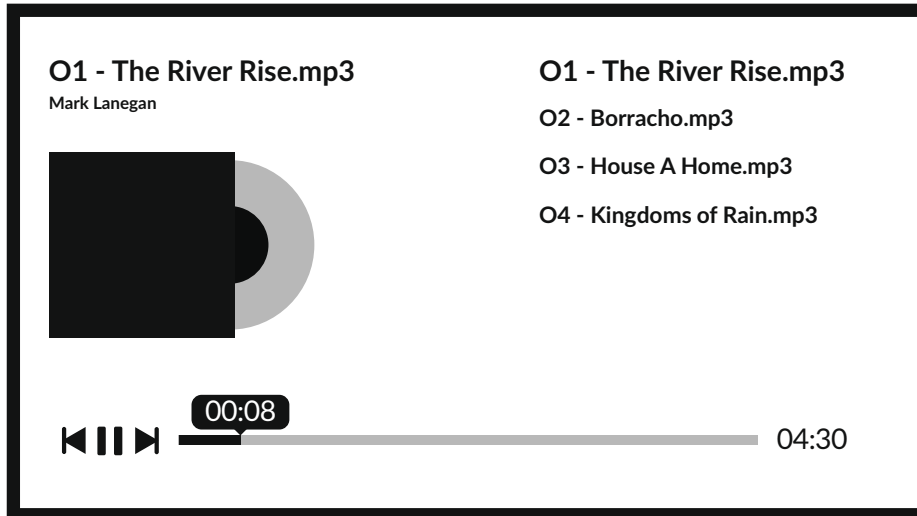 O1 - The River Rise.mp3
Mark Lanegan
O1 - The River Rise.mp3
O2 - Borracho.mp3
O3 - House A Home.mp3
O4 - Kingdoms of Rain.mp3
00:08
04:30